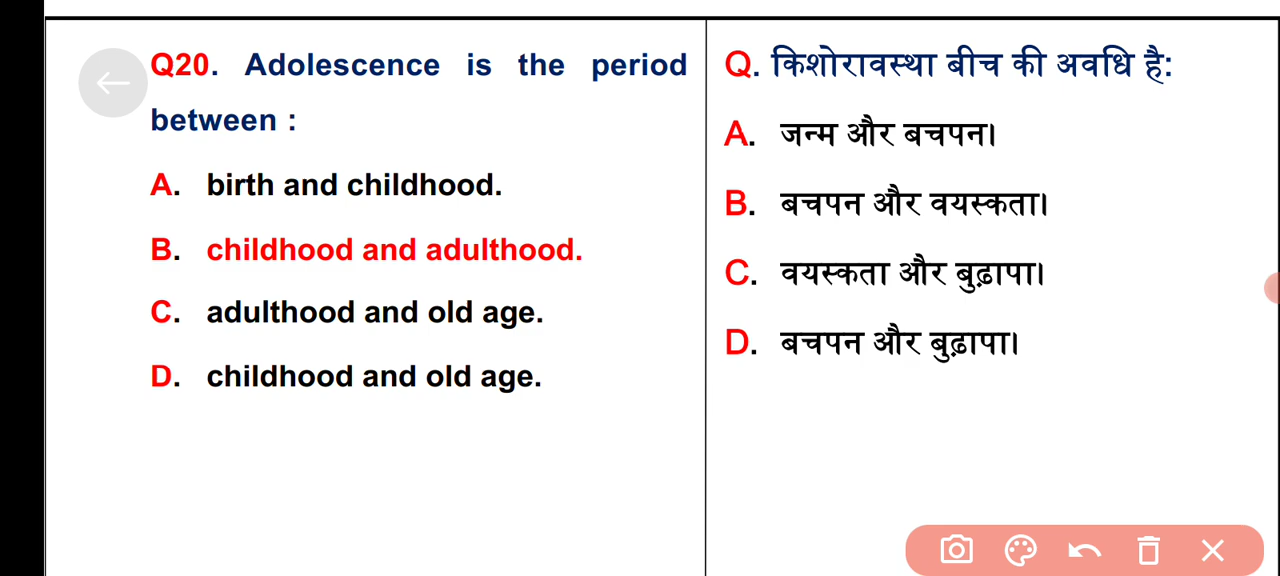 Q20. Adolescence is the period
between :
A. birth and childhood.
B. childhood and adulthood.
C. adulthood and old age.
D. childhood and old age.
Q. किशोरावस्था बीच की अवधि है:
A. जन्म और बचपन।
B. बचपन और वयस्कता।
C. वयस्कता और बुढ़ापा।
D. बचपन और बुढ़ापा।